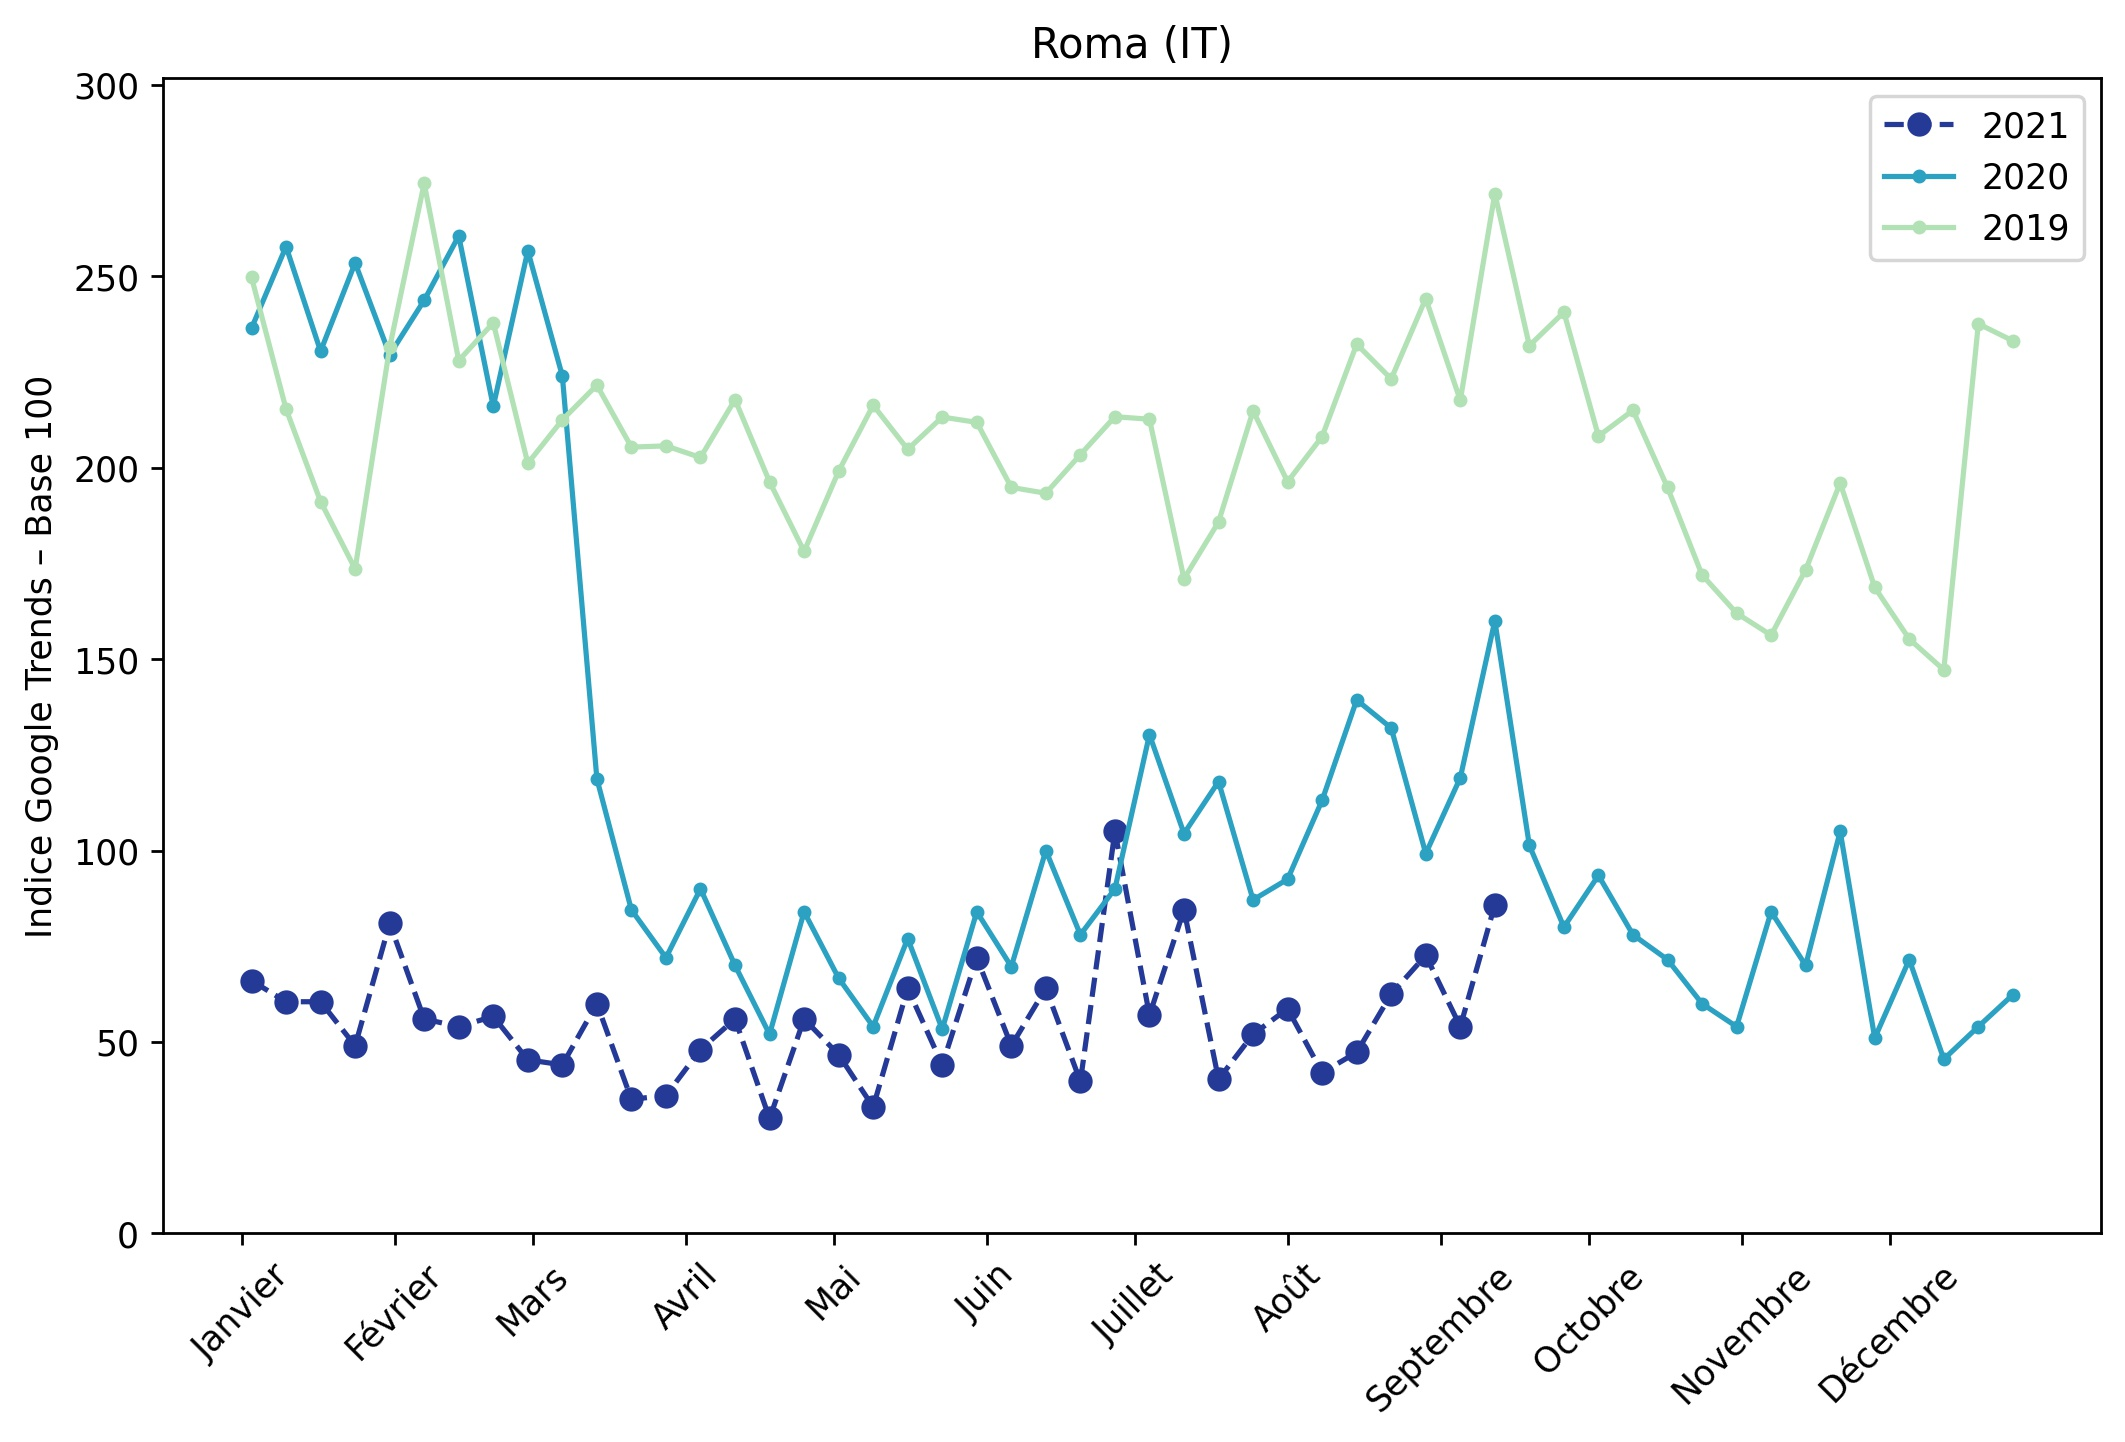 Roma (IT)
Indice Google Trends – Base 100
300
250
200
150
100
50
0
2021
2020
2019
Janvier
Février
Mars
Avril
Mai
Juin
Juillet
Août
Septembre
Octobre
Novembre
Décembre